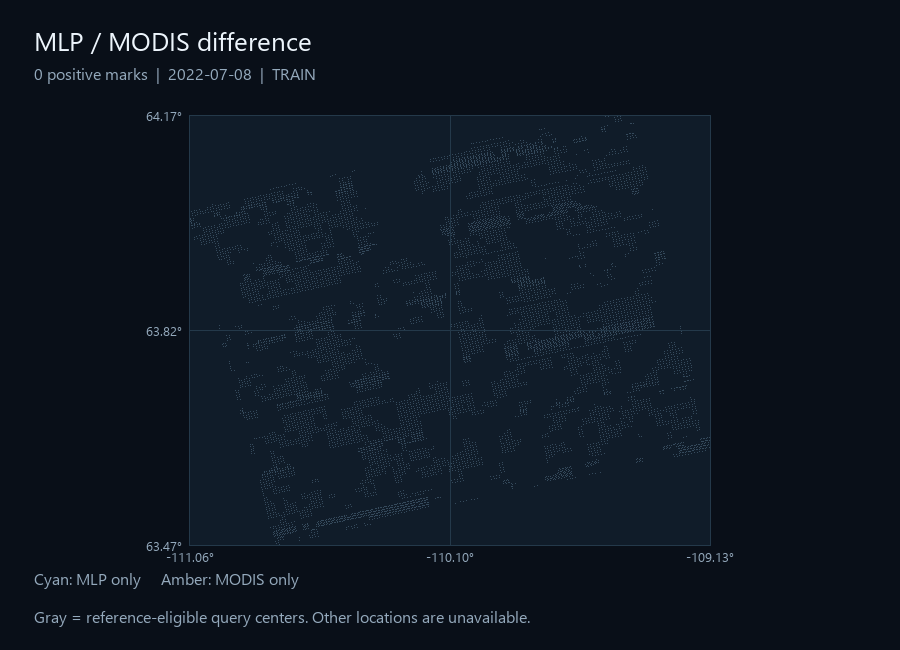 MLP / MODIS difference
0 positive marks | 2022-07-08 | TRAIN
64.17°
63.82°
63.47°
-111.06° -110.10° -109.13°
Cyan: MLP only Amber: MODIS only
Gray = reference-eligible query centers. Other locations are unavailable.